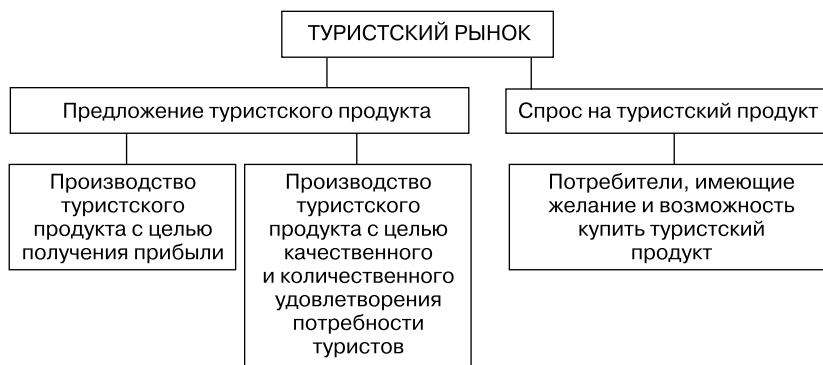 ТУРИСТСКИЙ РЫНОК
Предложение туристского продукта
Спрос на туристский продукт
Производство
туристского
продукта с целью
получения прибыли
Производство
туристского
продукта с целью
качественного
и количественного
удовлетворения
потребности
туристов
Потребители, имеющие
желание и возможность
купить туристский
продукт